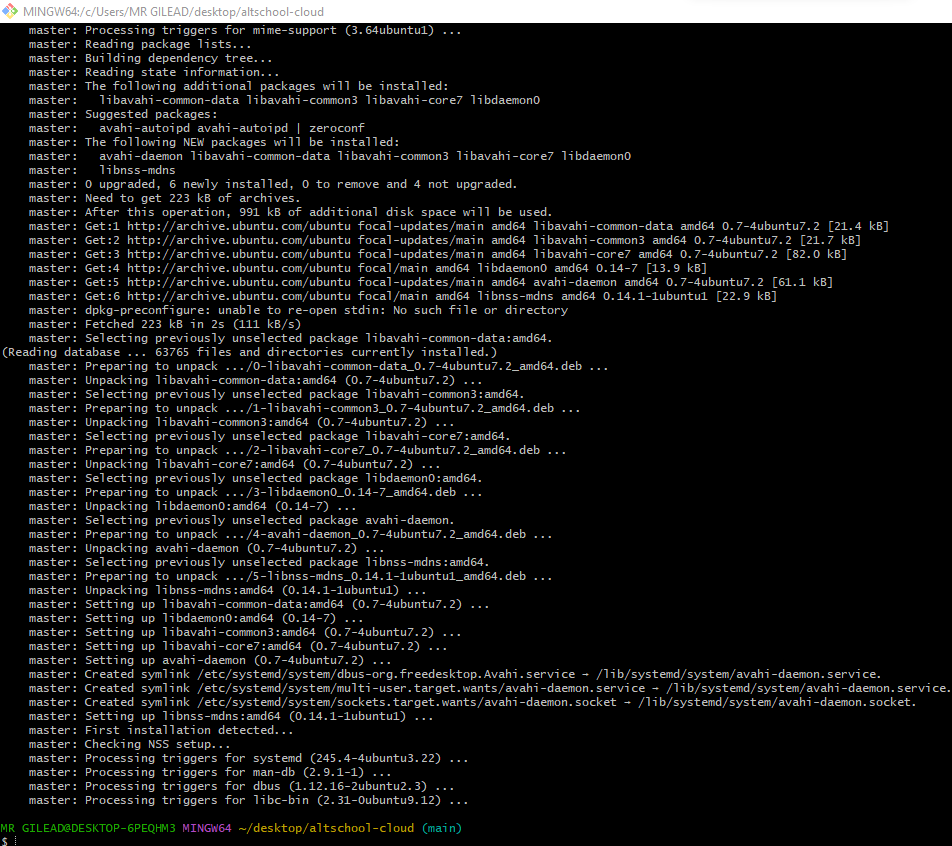 MINGW64:/c/Users/MR GILEAD/desktop/altschool-cloud
master: Processing triggers for mime-support (3.64ubuntu1) ...
master: Reading package lists...
master: Building dependency tree...
master: Reading state information...
master: The following additional packages will be installed:
master:   libavahi-common-data libavahi-common3 libavahi-core7 libdaemon0
master: Suggested packages:
master:   avahi-autoipd avahi-autoipd | zeroconf
master: The following NEW packages will be installed:
master:   avahi-daemon libavahi-common-data libavahi-common3 libavahi-core7 libdaemon0
master:   libnss-mdns
master: 0 upgraded, 6 newly installed, 0 to remove and 4 not upgraded.
master: Need to get 223 kB of archives.
master: After this operation, 991 kB of additional disk space will be used.
master: Get:1 http://archive.ubuntu.com/ubuntu focal-updates/main amd64 libavahi-common-data amd64 0.7-4ubuntu7.2 [21.4 kB]
master: Get:2 http://archive.ubuntu.com/ubuntu focal-updates/main amd64 libavahi-common3 amd64 0.7-4ubuntu7.2 [21.7 kB]
master: Get:3 http://archive.ubuntu.com/ubuntu focal-updates/main amd64 libavahi-core7 amd64 0.7-4ubuntu7.2 [82.0 kB]
master: Get:4 http://archive.ubuntu.com/ubuntu focal/main amd64 libdaemon0 amd64 0.14-7 [13.9 kB]
master: Get:5 http://archive.ubuntu.com/ubuntu focal-updates/main amd64 avahi-daemon amd64 0.7-4ubuntu7.2 [61.1 kB]
master: Get:6 http://archive.ubuntu.com/ubuntu focal/main amd64 libnss-mdns amd64 0.14.1-1ubuntu1 [22.9 kB]
master: dpkg-preconfigure: unable to re-open stdin: No such file or directory
master: Fetched 223 kB in 2s (111 kB/s)
master: Selecting previously unselected package libavahi-common-data:amd64.
(Reading database ... 63765 files and directories currently installed.)
master: Preparing to unpack .../0-libavahi-common-data_0.7-4ubuntu7.2_amd64.deb ...
master: Unpacking libavahi-common-data:amd64 (0.7-4ubuntu7.2) ...
master: Selecting previously unselected package libavahi-common3:amd64.
master: Preparing to unpack .../1-libavahi-common3_0.7-4ubuntu7.2_amd64.deb ...
master: Unpacking libavahi-common3:amd64 (0.7-4ubuntu7.2) ...
master: Selecting previously unselected package libavahi-core7:amd64.
master: Preparing to unpack .../2-libavahi-core7_0.7-4ubuntu7.2_amd64.deb ...
master: Unpacking libavahi-core7:amd64 (0.7-4ubuntu7.2) ...
master: Selecting previously unselected package libdaemon0:amd64.
master: Preparing to unpack .../3-libdaemon0_0.14-7_amd64.deb ...
master: Unpacking libdaemon0:amd64 (0.14-7) ...
master: Selecting previously unselected package avahi-daemon.
master: Preparing to unpack .../4-avahi-daemon_0.7-4ubuntu7.2_amd64.deb ...
master: Unpacking avahi-daemon (0.7-4ubuntu7.2) ...
master: Selecting previously unselected package libnss-mdns:amd64.
master: Preparing to unpack .../5-libnss-mdns_0.14.1-1ubuntu1_amd64.deb ...
master: Unpacking libnss-mdns:amd64 (0.14.1-1ubuntu1) ...
master: Setting up libavahi-common-data:amd64 (0.7-4ubuntu7.2) ...
master: Setting up libdaemon0:amd64 (0.14-7) ...
master: Setting up libavahi-common3:amd64 (0.7-4ubuntu7.2) ...
master: Setting up libavahi-core7:amd64 (0.7-4ubuntu7.2) ...
master: Setting up avahi-daemon (0.7-4ubuntu7.2) ...
master: Created symlink /etc/systemd/system/dbus-org.freedesktop.Avahi.service → /lib/systemd/system/avahi-daemon.service.
master: Created symlink /etc/systemd/system/multi-user.target.wants/avahi-daemon.service → /lib/systemd/system/avahi-daemon.service.
master: Created symlink /etc/systemd/system/sockets.target.wants/avahi-daemon.socket → /lib/systemd/system/avahi-daemon.socket.
master: Setting up libnss-mdns:amd64 (0.14.1-1ubuntu1) ...
master: First installation detected...
master: Checking NSS setup...
master: Processing triggers for systemd (245.4-4ubuntu3.22) ...
master: Processing triggers for man-db (2.9.1-1) ...
master: Processing triggers for dbus (1.12.16-2ubuntu2.3) ...
master: Processing triggers for libc-bin (2.31-0ubuntu9.12) ...
MR GILEAD@DESKTOP-6PEQHM3 MINGW64 ~/desktop/altschool-cloud (main)
$